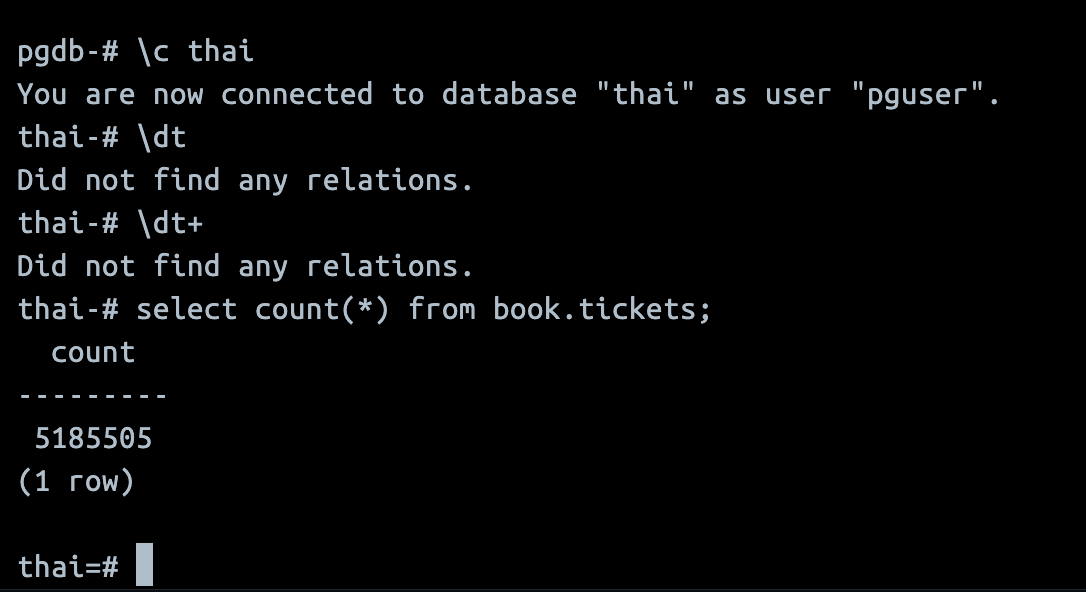 pgdb-# \c thai
You are now connected to database "thai" as user "pguser".
thai-# \dt
Did not find any relations.
thai-# \dt+
Did not find any relations.
thai-# select count(*) from book.tickets;
count
---------
5185505
(1 row)
thai=#